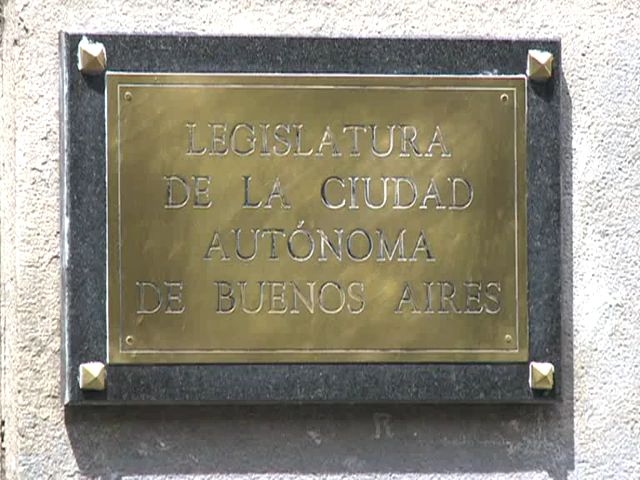 LEGISLATURA
DE LA CIUDAD
AUTÓNOMA
DE BUENOS AIRES